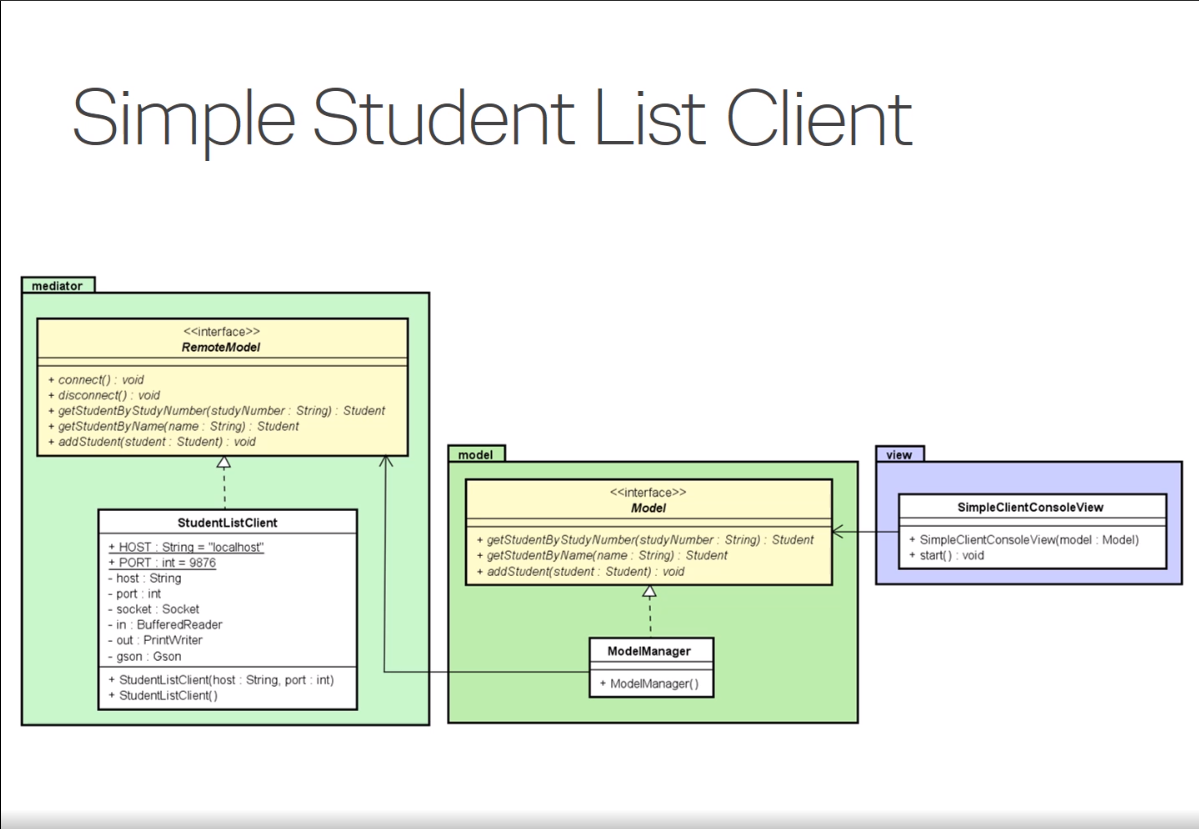 Simple Student List Client
mediator
<<interface>>
RemoteModel
+ connect() : void
+ disconnect() : void
+ getStudentByStudyNumber(studyNumber : String) : Student
+ getStudentByName(name : String) : Student
+ addStudent(student : Student) : void
StudentListClient
+ HOST : String = "localhost"
+ PORT : int = 9876
- host : String
- port : int
- socket : Socket
- in : BufferedReader
- out : PrintWriter
- gson : Gson
+ StudentListClient(host : String, port : int)
+ StudentListClient()
model
<<interface>>
Model
+ getStudentByStudyNumber(studyNumber : String) : Student
+ getStudentByName(name : String) : Student
+ addStudent(student : Student) : void
ModelManager
+ ModelManager()
view
SimpleClientConsoleView
+ SimpleClientConsoleView(model : Model)
+ start() : void